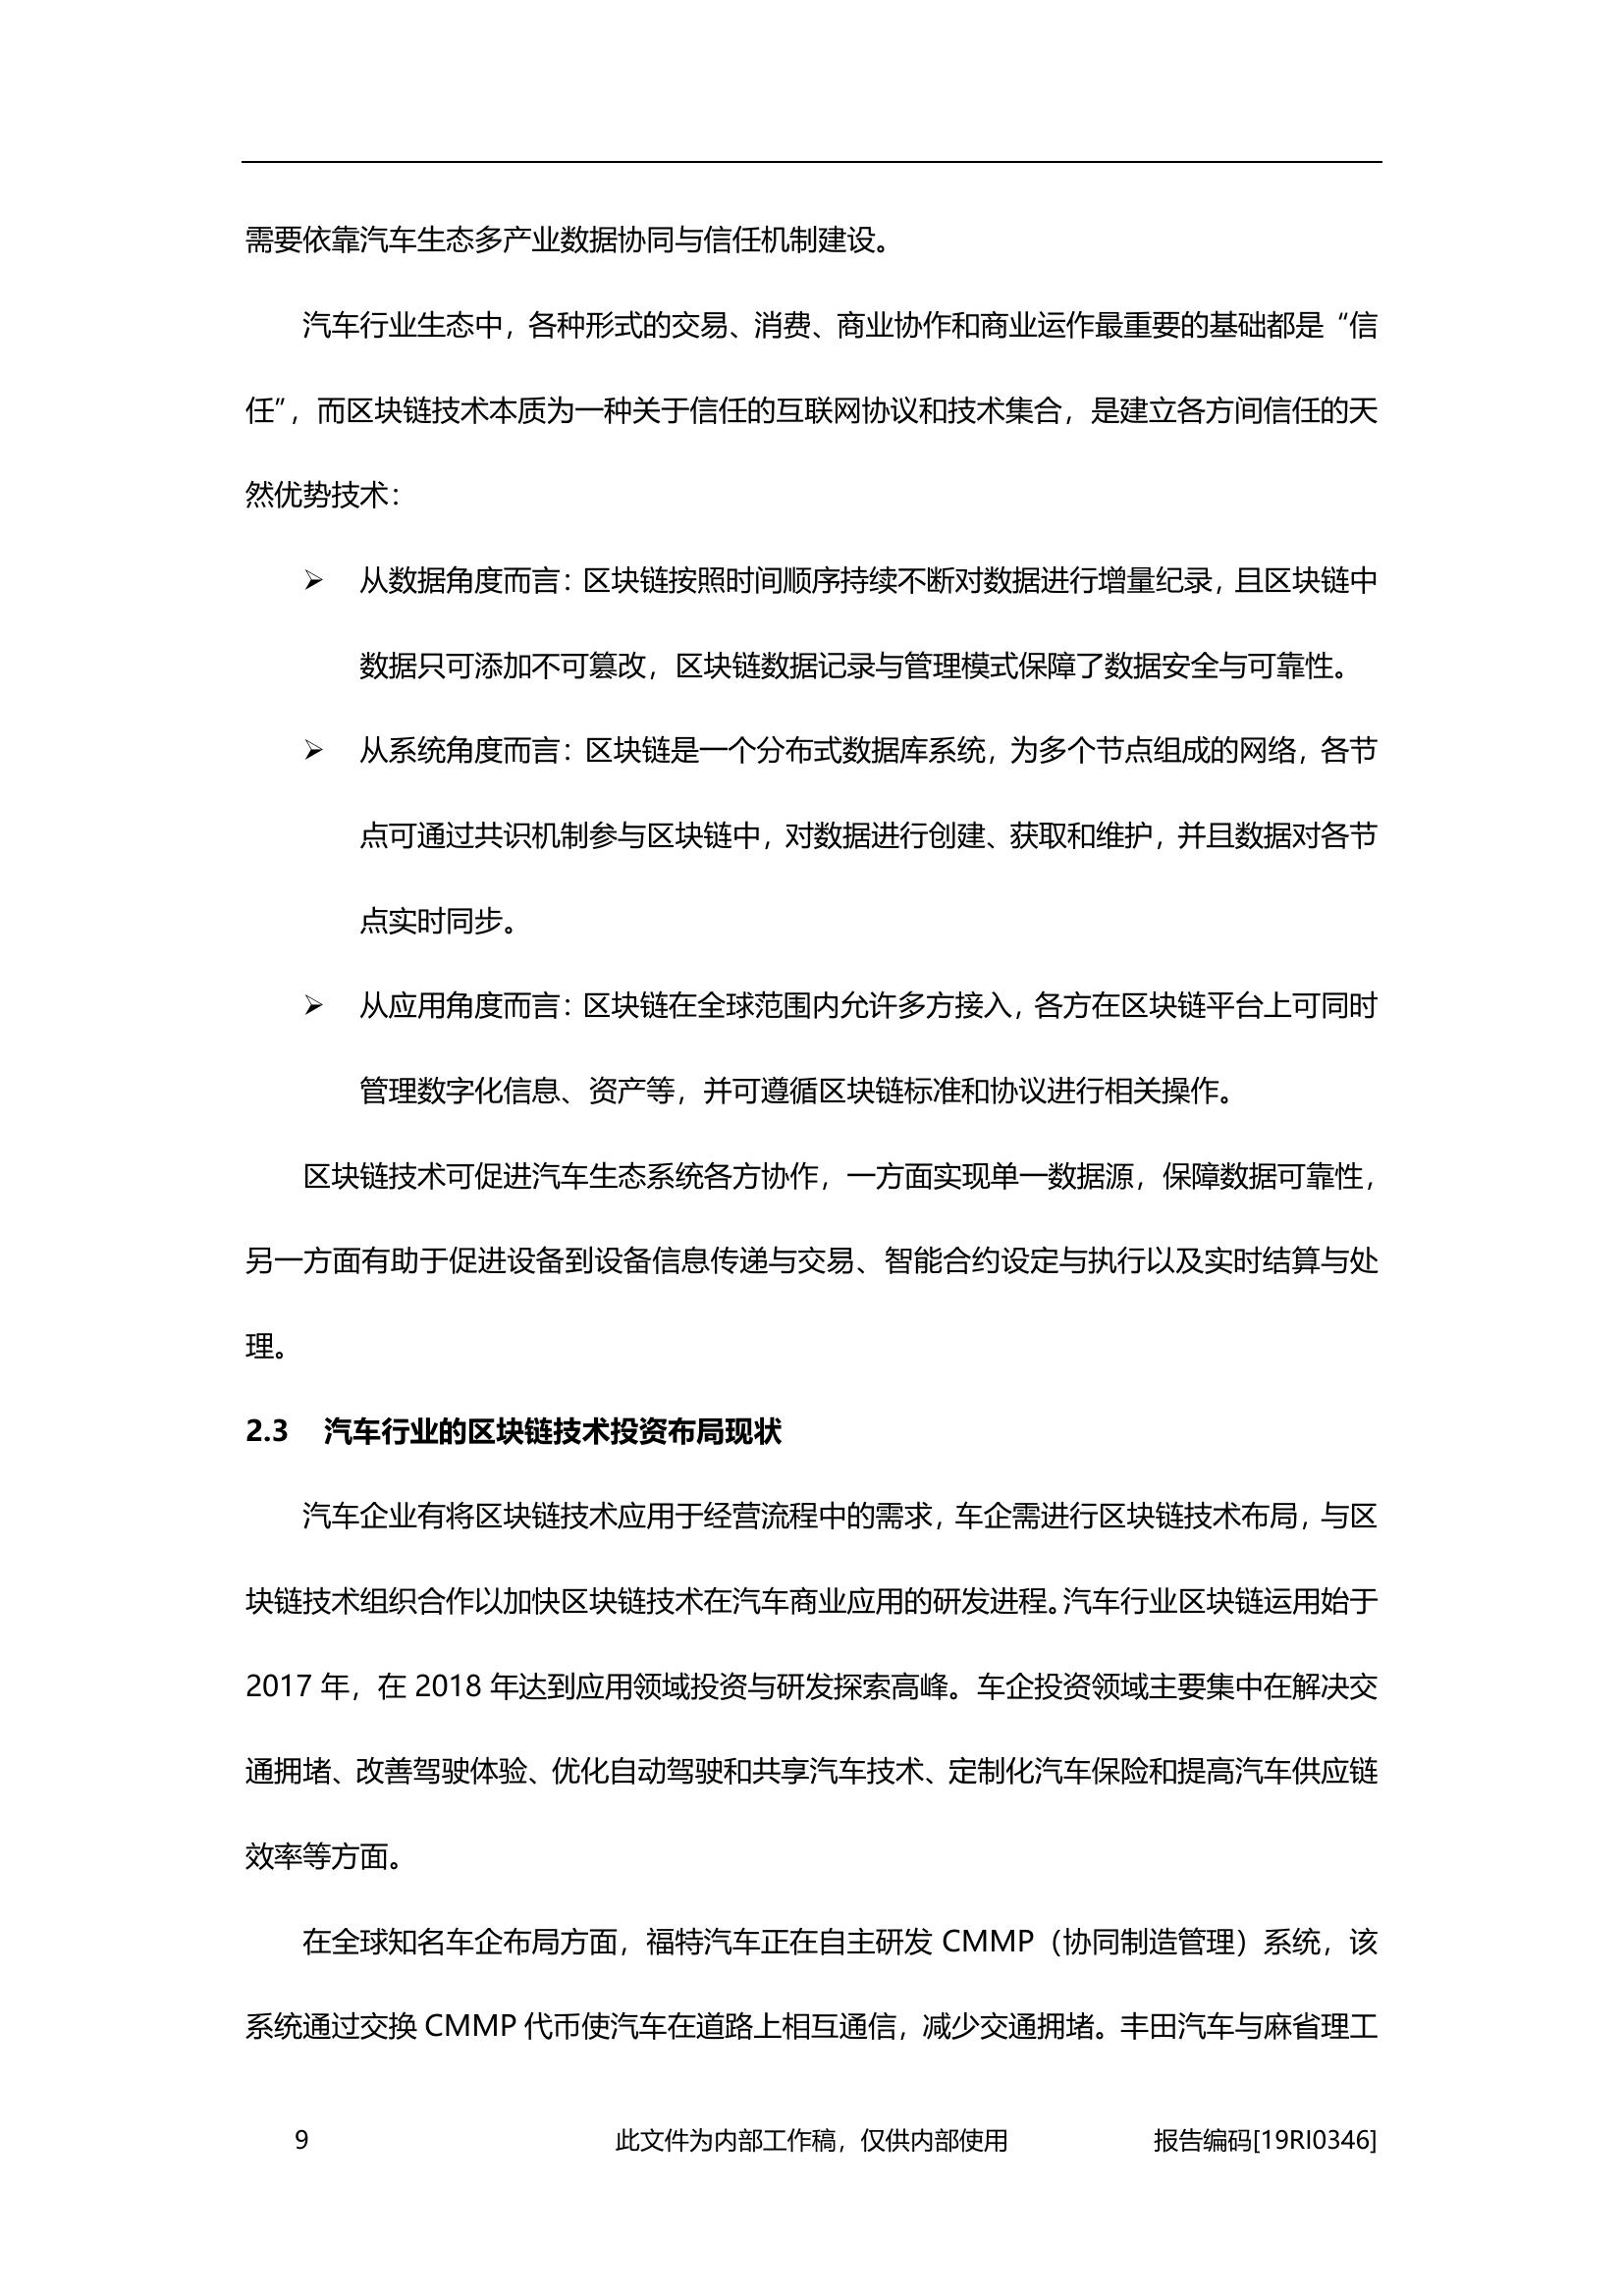 需要依靠汽车生态多产业数据协同与信任机制建设。
汽车行业生态中，各种形式的交易、消费、商业协作和商业运作最重要的基础都是“信
任”，而区块链技术本质为一种关于信任的互联网协议和技术集合，是建立各方间信任的天
然优势技术：
➢ 从数据角度而言：区块链按照时间顺序持续不断对数据进行增量纪录，且区块链中
数据只可添加不可篡改，区块链数据记录与管理模式保障了数据安全与可靠性。
➢ 从系统角度而言：区块链是一个分布式数据库系统，为多个节点组成的网络，各节
点可通过共识机制参与区块链中，对数据进行创建、获取和维护，并且数据对各节
点实时同步。
➢ 从应用角度而言：区块链在全球范围内允许多方接入，各方在区块链平台上可同时
管理数字化信息、资产等，并可遵循区块链标准和协议进行相关操作。
区块链技术可促进汽车生态系统各方协作，一方面实现单一数据源，保障数据可靠性，
另一方面有助于促进设备到设备信息传递与交易、智能合约设定与执行以及实时结算与处
理。
2.3 汽车行业的区块链技术投资布局现状
汽车企业有将区块链技术应用于经营流程中的需求，车企需进行区块链技术布局，与区
块链技术组织合作以加快区块链技术在汽车商业应用的研发进程。汽车行业区块链运用始于
2017 年，在 2018 年达到应用领域投资与研发探索高峰。车企投资领域主要集中在解决交
通拥堵、改善驾驶体验、优化自动驾驶和共享汽车技术、定制化汽车保险和提高汽车供应链
效率等方面。
在全球知名车企布局方面，福特汽车正在自主研发 CMMP（协同制造管理）系统，该
系统通过交换 CMMP 代币使汽车在道路上相互通信，减少交通拥堵。丰田汽车与麻省理工
9 此文件为内部工作稿，仅供内部使用 报告编码[19RI0346]